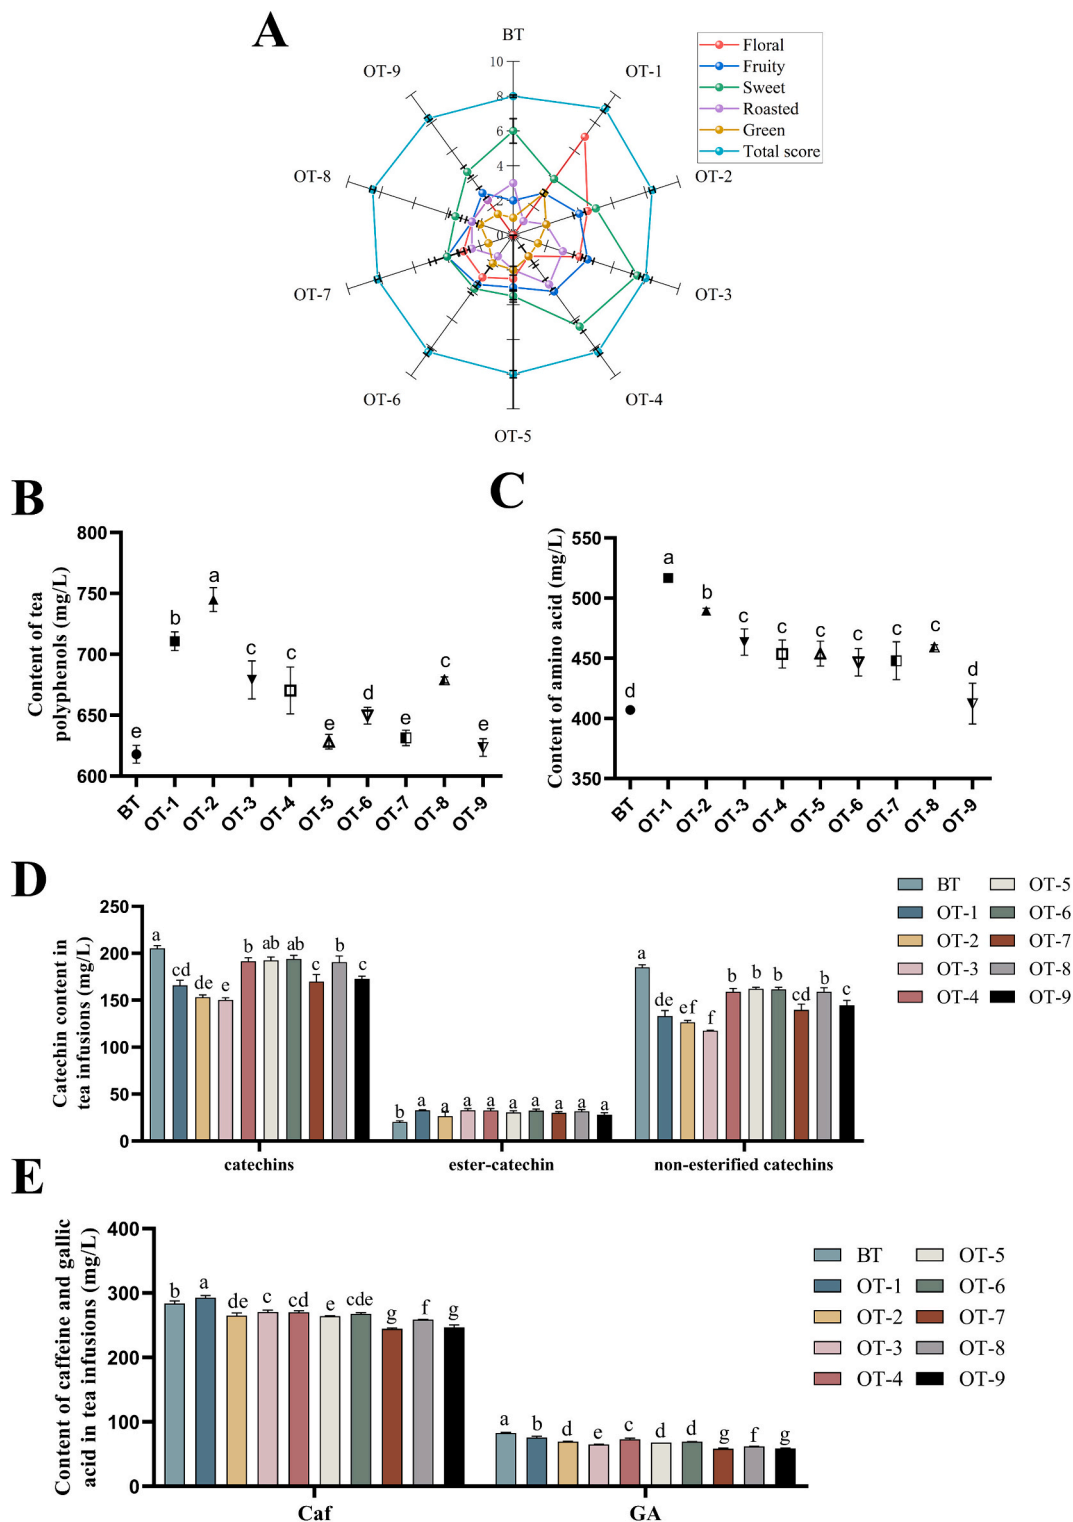 A
BT
OT-1
OT-2
OT-3
OT-4
OT-5
OT-6
OT-7
OT-8
OT-9
10
8
6
4
2
0
Floral
Fruity
Sweet
Roasted
Green
Total score
B
Content of tea
polyphenols (mg/L)
800
750
700
650
600
e b a c c e d e c e
BT OT-1 OT-2 OT-3 OT-4 OT-5 OT-6 OT-7 OT-8 OT-9
C
Content of amino acid (mg/L)
550
500
450
400
350
d a b c c c c c c d
BT OT-1 OT-2 OT-3 OT-4 OT-5 OT-6 OT-7 OT-8 OT-9
D
Catechin content in
tea infusions (mg/L)
250
200
150
100
50
0
a cd de e b ab ab c b c
b a a a a a a a a a
a de ef f b b b cd b c
catechins ester-catechin non-esterified catechins
BT OT-5
OT-1 OT-6
OT-2 OT-7
OT-3 OT-8
OT-4 OT-9
E
Content of caffeine and gallic
acid in tea infusions (mg/L)
400
300
200
100
0
b a de c cd e cde g f g
a b d e c d d g f g
Caf GA
BT OT-5
OT-1 OT-6
OT-2 OT-7
OT-3 OT-8
OT-4 OT-9